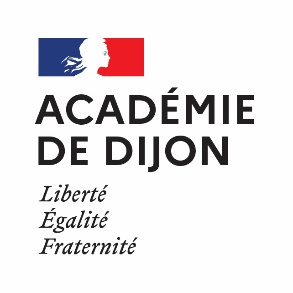 ACADÉMIE
DE DIJON
Liberté
Égalité
Fraternité